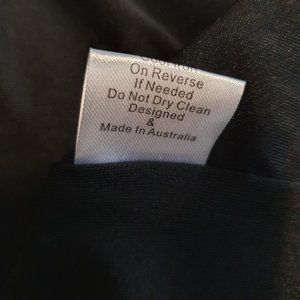 On Reverse
If Needed
Do Not Dry Clean
Designed
&
Made In Australia